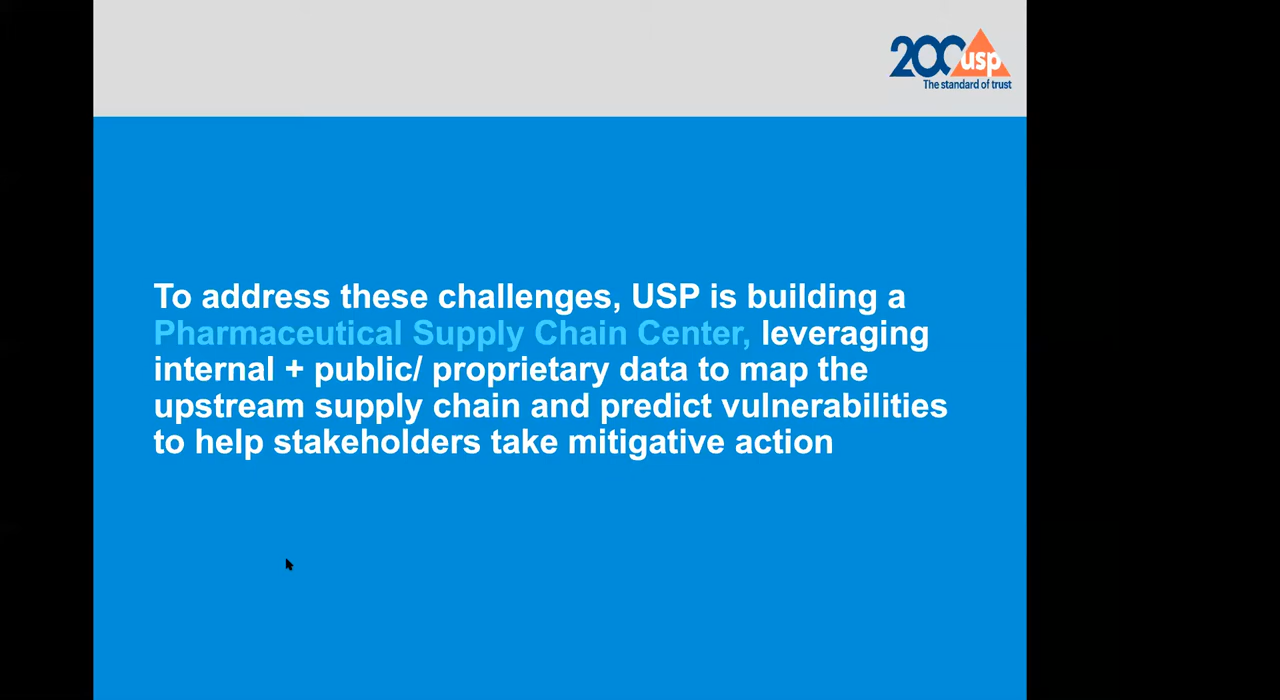 200 usp
The standard of trust
To address these challenges, USP is building a
Pharmaceutical Supply Chain Center, leveraging
internal + public/ proprietary data to map the
upstream supply chain and predict vulnerabilities
to help stakeholders take mitigative action